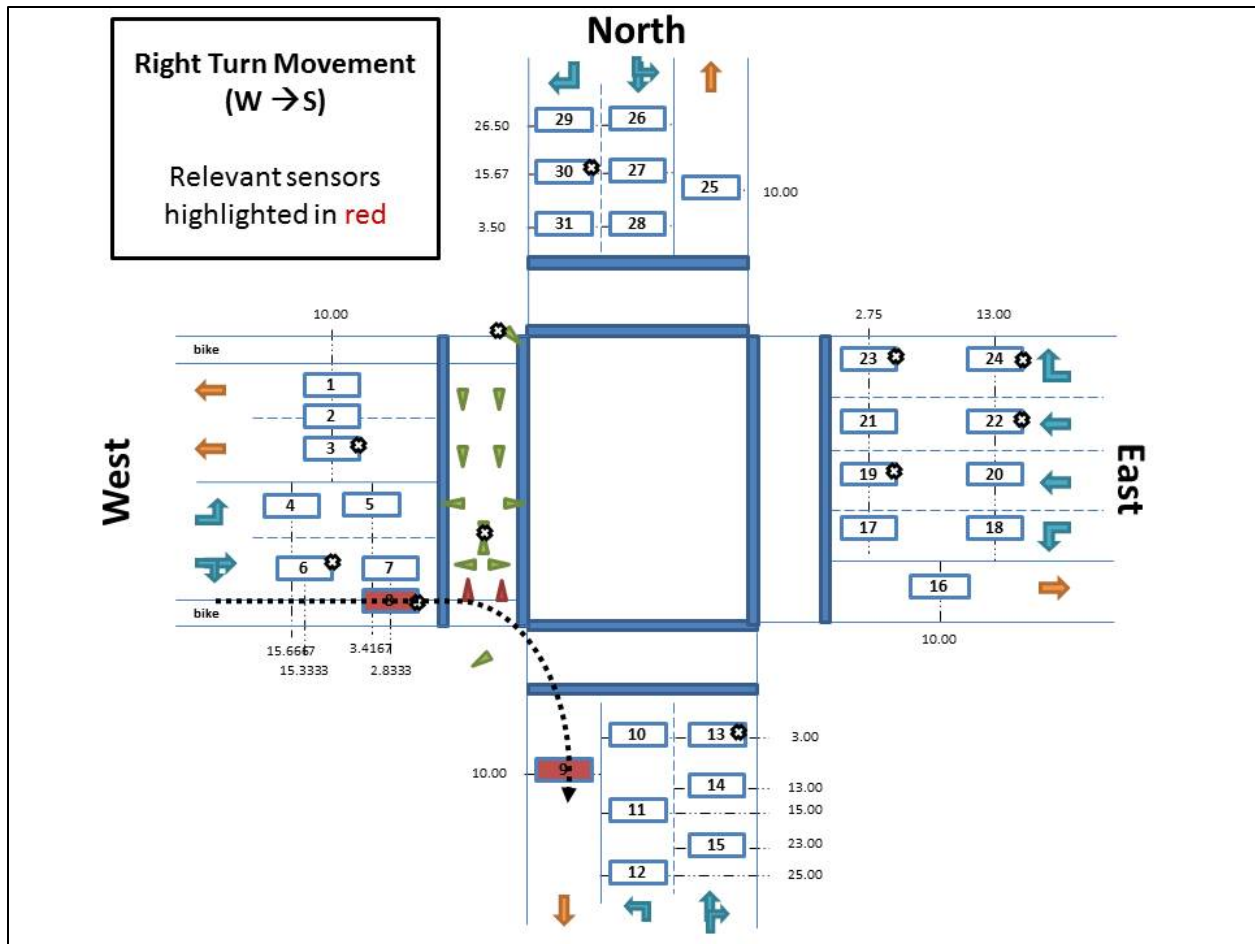 North
Right Turn Movement
(W → S)
Relevant sensors
highlighted in red
26.50 29 26
15.67 30 27
25 10.00
3.50 31 28
10.00
2.75 13.00
bike
1
23 24
2
3
21 22
West
East
19 20
4 5
17 18
6 7
16
bike 8
10.00
15.6667 3.4167
15.3333 2.8333
10 13 3.00
10.00 9
14 13.00
11 15.00
15 23.00
12 25.00